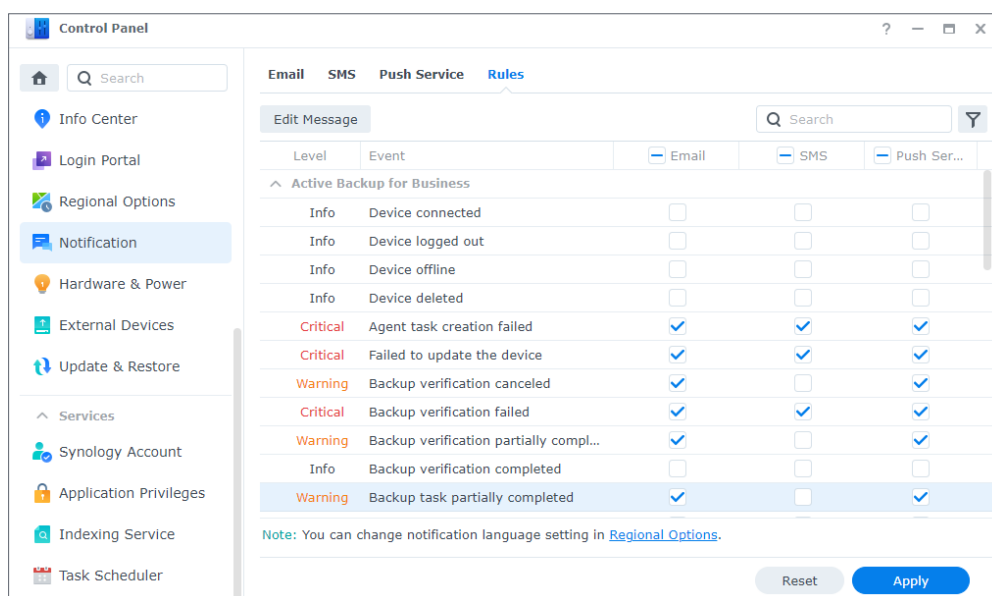 Control Panel
?
Search
Info Center
Login Portal
Regional Options
Notification
Hardware & Power
External Devices
Update & Restore
Services
Synology Account
Application Privileges
Indexing Service
Task Scheduler
Email SMS Push Service Rules
Edit Message Search
Level Event Email SMS Push Ser...
Active Backup for Business
Info Device connected
Info Device logged out
Info Device offline
Info Device deleted
Critical Agent task creation failed
Critical Failed to update the device
Warning Backup verification canceled
Critical Backup verification failed
Warning Backup verification partially compl...
Info Backup verification completed
Warning Backup task partially completed
Note: You can change notification language setting in Regional Options.
Reset Apply